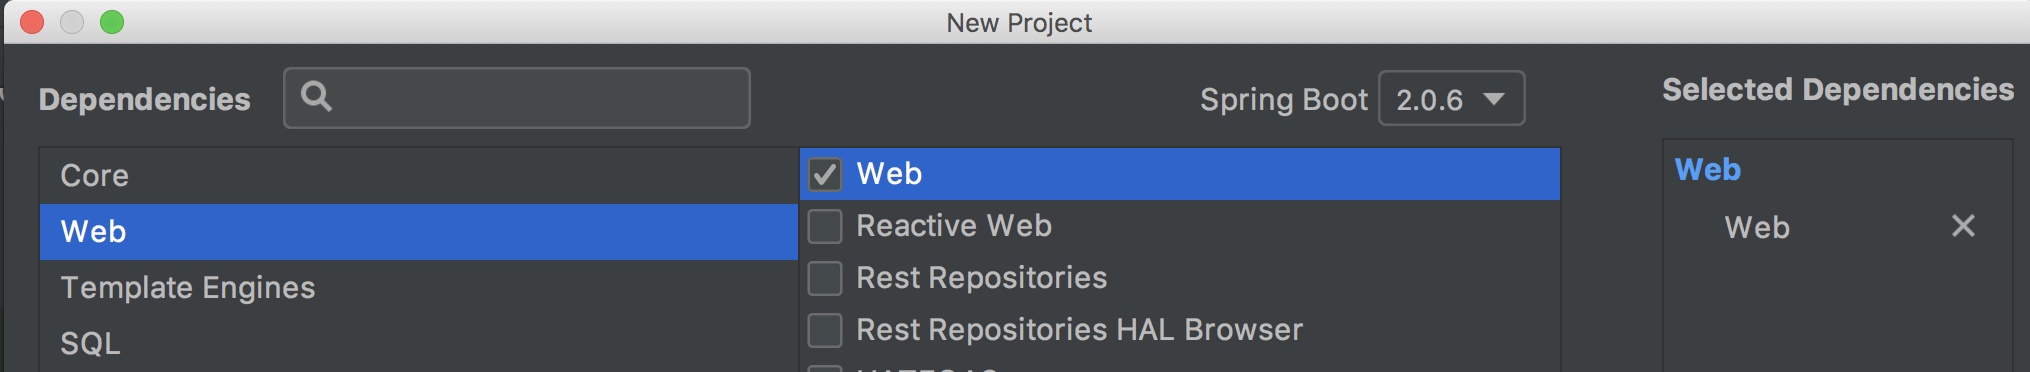 New Project
Dependencies
Spring Boot 2.0.6
Selected Dependencies
Core
Web
Template Engines
SQL
Web
Reactive Web
Rest Repositories
Rest Repositories HAL Browser
Web
Web